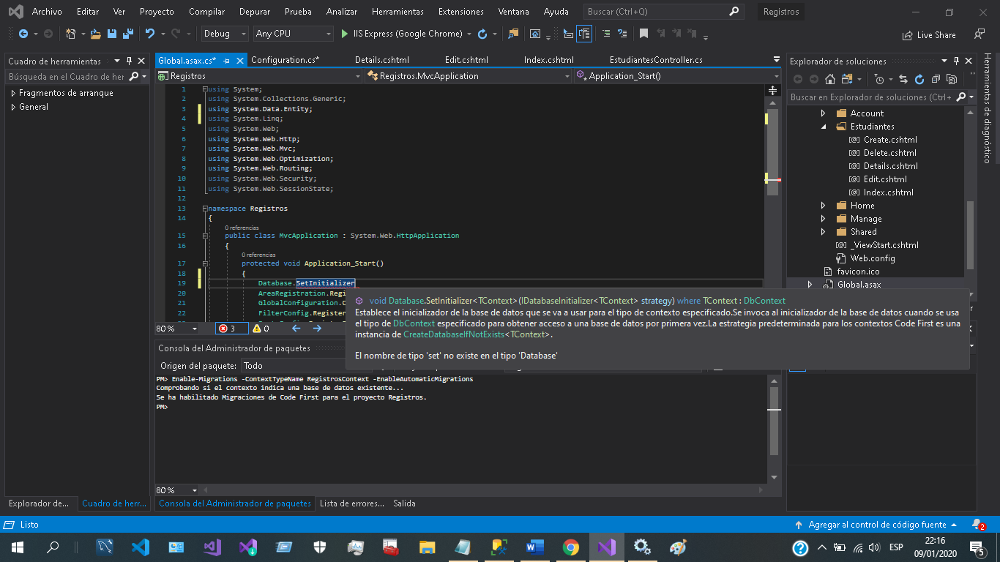 Archivo Editar Ver Proyecto Compilar Depurar Prueba Analizar Herramientas Extensiones Ventana Ayuda Buscar (Ctrl+Q) Registros
Debug Any CPU IIS Express (Google Chrome) Live Share
Cuadro de herramientas
Búsqueda en el Cuadro de her
Fragmentos de arranque
General
Global.asax.cs* Configuration.cs* Details.cshtml Edit.cshtml Index.cshtml EstudiantesController.cs
Registros Registros.MvcApplication Application_Start()
1 using System;
2 using System.Collections.Generic;
3 using System.Data.Entity;
4 using System.Linq;
5 using System.Web;
6 using System.Web.Http;
7 using System.Web.Mvc;
8 using System.Web.Optimization;
9 using System.Web.Routing;
10 using System.Web.Security;
11 using System.Web.SessionState;
12
13 namespace Registros
14 {
0 referencias
15 public class MvcApplication : System.Web.HttpApplication
16 {
0 referencias
17 protected void Application_Start()
18 {
19 Database.SetInitializer
20 AreaRegistration.Regi
21 GlobalConfiguration.C
22 FilterConfig.Register
void Database.SetInitializer<TContext>(IDatabaseInitializer<TContext> strategy) where TContext : DbContext
Establece el inicializador de la base de datos que se va a usar para el tipo de contexto especificado.Se invoca al inicializador de la base de datos cuando se usa
el tipo de DbContext especificado para obtener acceso a una base de datos por primera vez.La estrategia predeterminada para los contextos Code First es una
instancia de CreateDatabaseIfNotExists<TContext>.
El nombre de tipo 'set' no existe en el tipo 'Database'
80 % 3 0
Consola del Administrador de paquetes
Origen del paquete: Todo
PM> Enable-Migrations -ContextTypeName RegistrosContext -EnableAutomaticMigrations
Comprobando si el contexto indica una base de datos existente...
Se ha habilitado Migraciones de Code First para el proyecto Registros.
PM>
80 %
Explorador de soluciones
Buscar en Explorador de soluciones (Ctrl+
Account
Estudiantes
Create.cshtml
Delete.cshtml
Details.cshtml
Edit.cshtml
Index.cshtml
Home
Manage
Shared
_ViewStart.cshtml
Web.config
favicon.ico
Global.asax
Herramientas de diagnóstico
Explorador de... Cuadro de herr... Consola del Administrador de paquetes Lista de errores... Salida
Listo Agregar al control de código fuente 2
ESP 22:16
09/01/2020 5